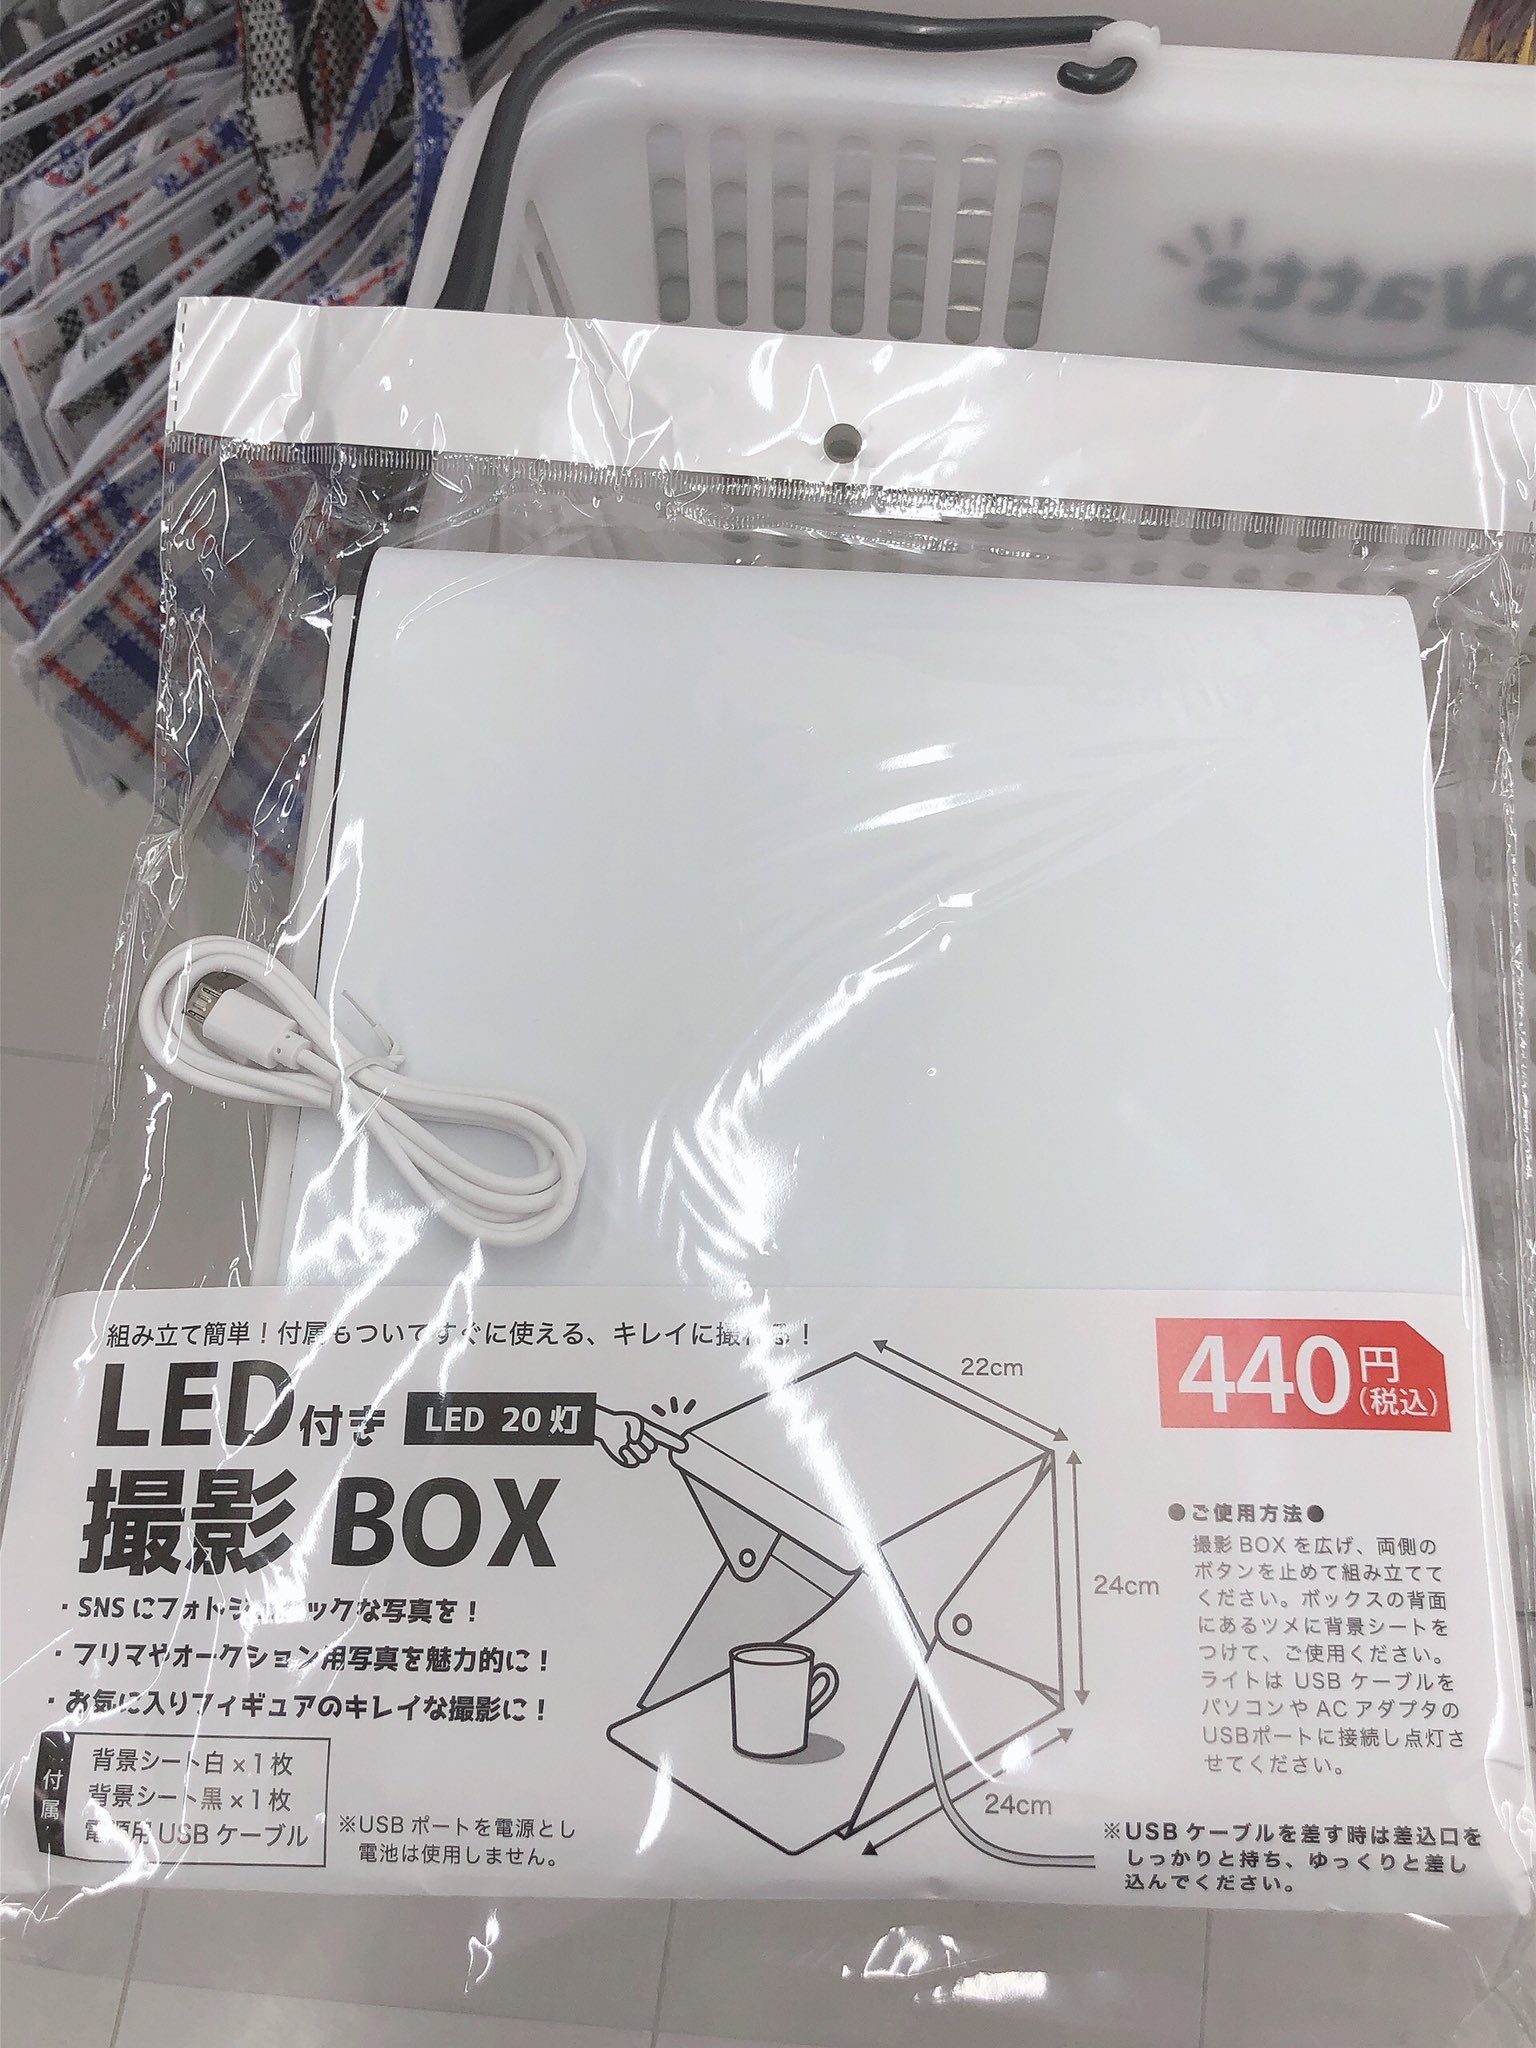 Watts
組み立て簡単！付属もついてすぐに使える、キレイに撮れる！
LED付き LED 20灯
撮影BOX
・SNSにフォトジェニックな写真を！
・フリマやオークション用写真を魅力的に！
・お気に入りフィギュアのキレイな撮影に！
付属
背景シート白×1枚
背景シート黒×1枚
電源用USBケーブル
※USBポートを電源とし
電池は使用しません。
22cm
24cm
24cm
440円(税込)
●ご使用方法●
撮影BOXを広げ、両側の
ボタンを止めて組み立てて
ください。ボックスの背面
にあるツメに背景シートを
つけて、ご使用ください。
ライトは USB ケーブルを
パソコンや AC アダプタの
USBポートに接続し点灯さ
せてください。
※USB ケーブルを差す時は差込口を
しっかりと持ち、ゆっくりと差し
込んでください。